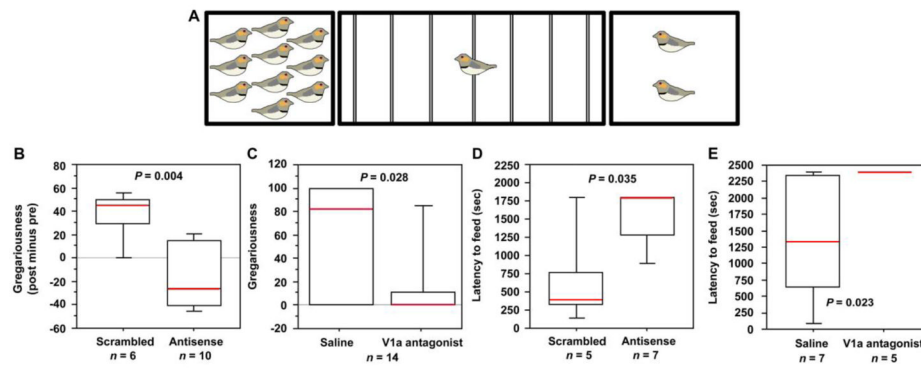 A
B
Gregariousness
(post minus pre)
80
60
40
20
0
-20
-40
-60
P = 0.004
Scrambled
n = 6
Antisense
n = 10
C
Gregariousness
120
100
80
60
40
20
0
-20
P = 0.028
Saline
V1a antagonist
n = 14
D
Latency to feed (sec)
2250
2000
1750
1500
1250
1000
750
500
250
0
P = 0.035
Scrambled
n = 5
Antisense
n = 7
E
Latency to feed (sec)
2500
2250
2000
1750
1500
1250
1000
750
500
250
0
P = 0.023
Saline
n = 7
V1a antagonist
n = 5